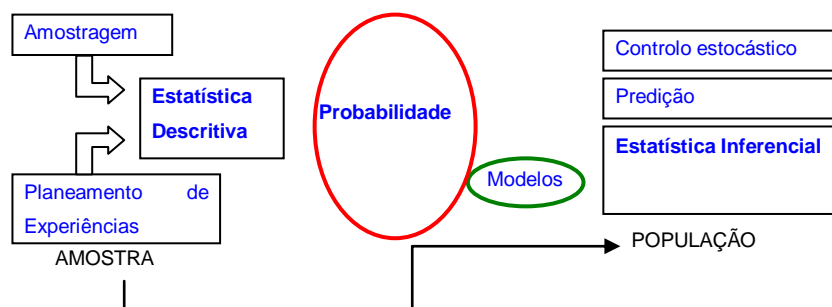 Amostragem
Estatística
Descritiva
Planeamento de
Experiências
AMOSTRA
Probabilidade
Modelos
Controlo estocástico
Predição
Estatística Inferencial
POPULAÇÃO